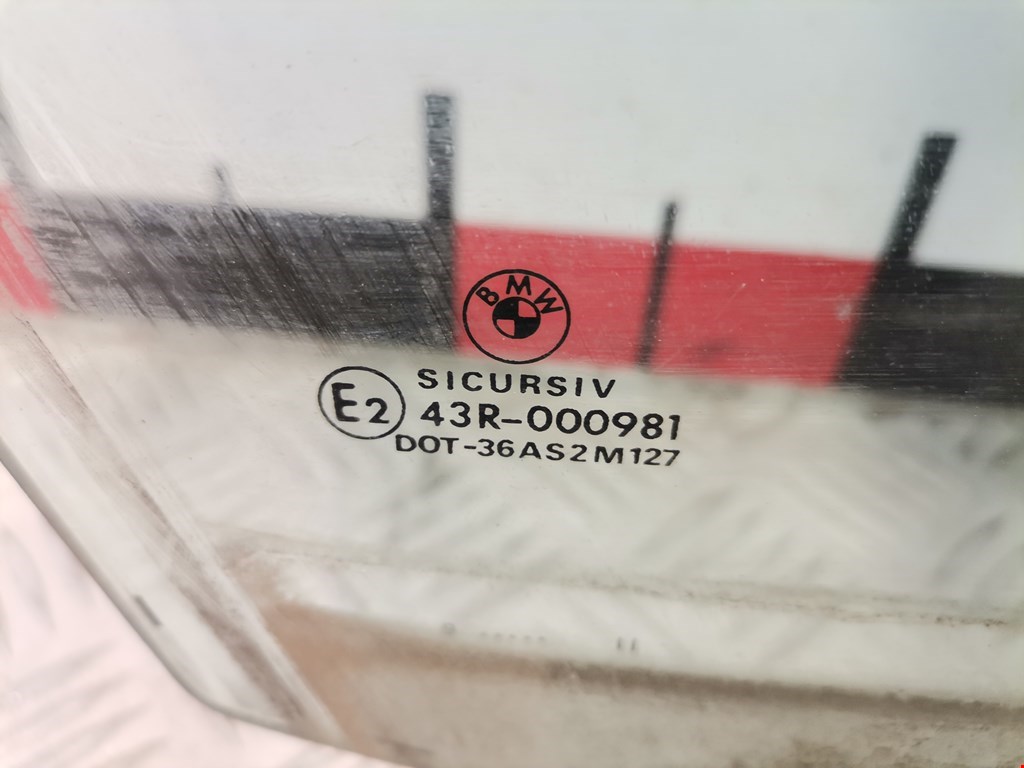 BMW
SICURSIV
E2 43R-000981
DOT-36AS2M127